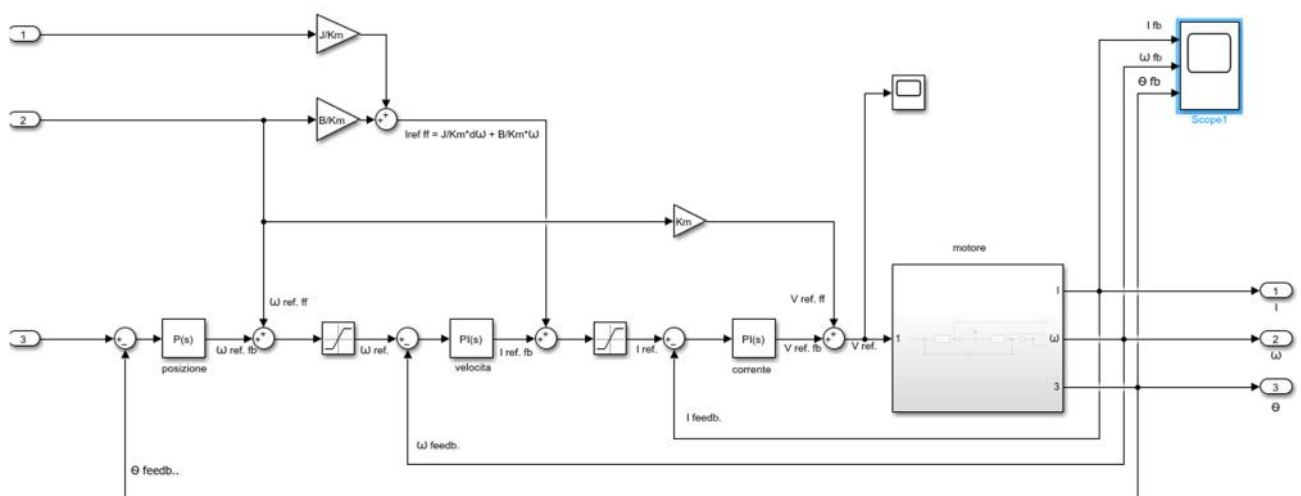 I fb
1
J/Km
ω fb
Θ fb
2
B/Km
Iref ff = J/Km*dω + B/Km*ω
Scope1
Km
motore
ω ref. ff
V ref. ff
I
1
I
3
P(s)
ω ref. fb
ω ref.
PI(s)
I ref. fb
I ref.
PI(s)
V ref. fb
V ref.
1
ω
2
ω
posizione
velocita
corrente
3
3
Θ
I feedb.
ω feedb.
Θ feedb..